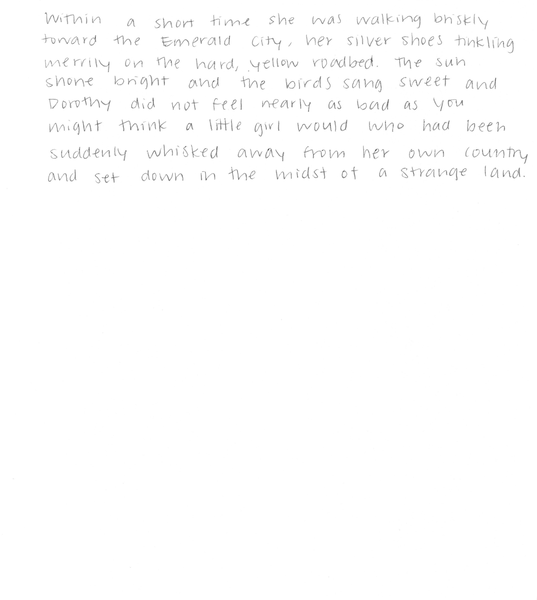 Within a short time she was walking briskly
toward the Emerald City, her silver shoes tinkling
merrily on the hard, yellow roadbed. The sun
shone bright and the birds sang sweet and
Dorothy did not feel nearly as bad as you
might think a little girl would who had been
suddenly whisked away from her own country
and set down in the midst of a strange land.